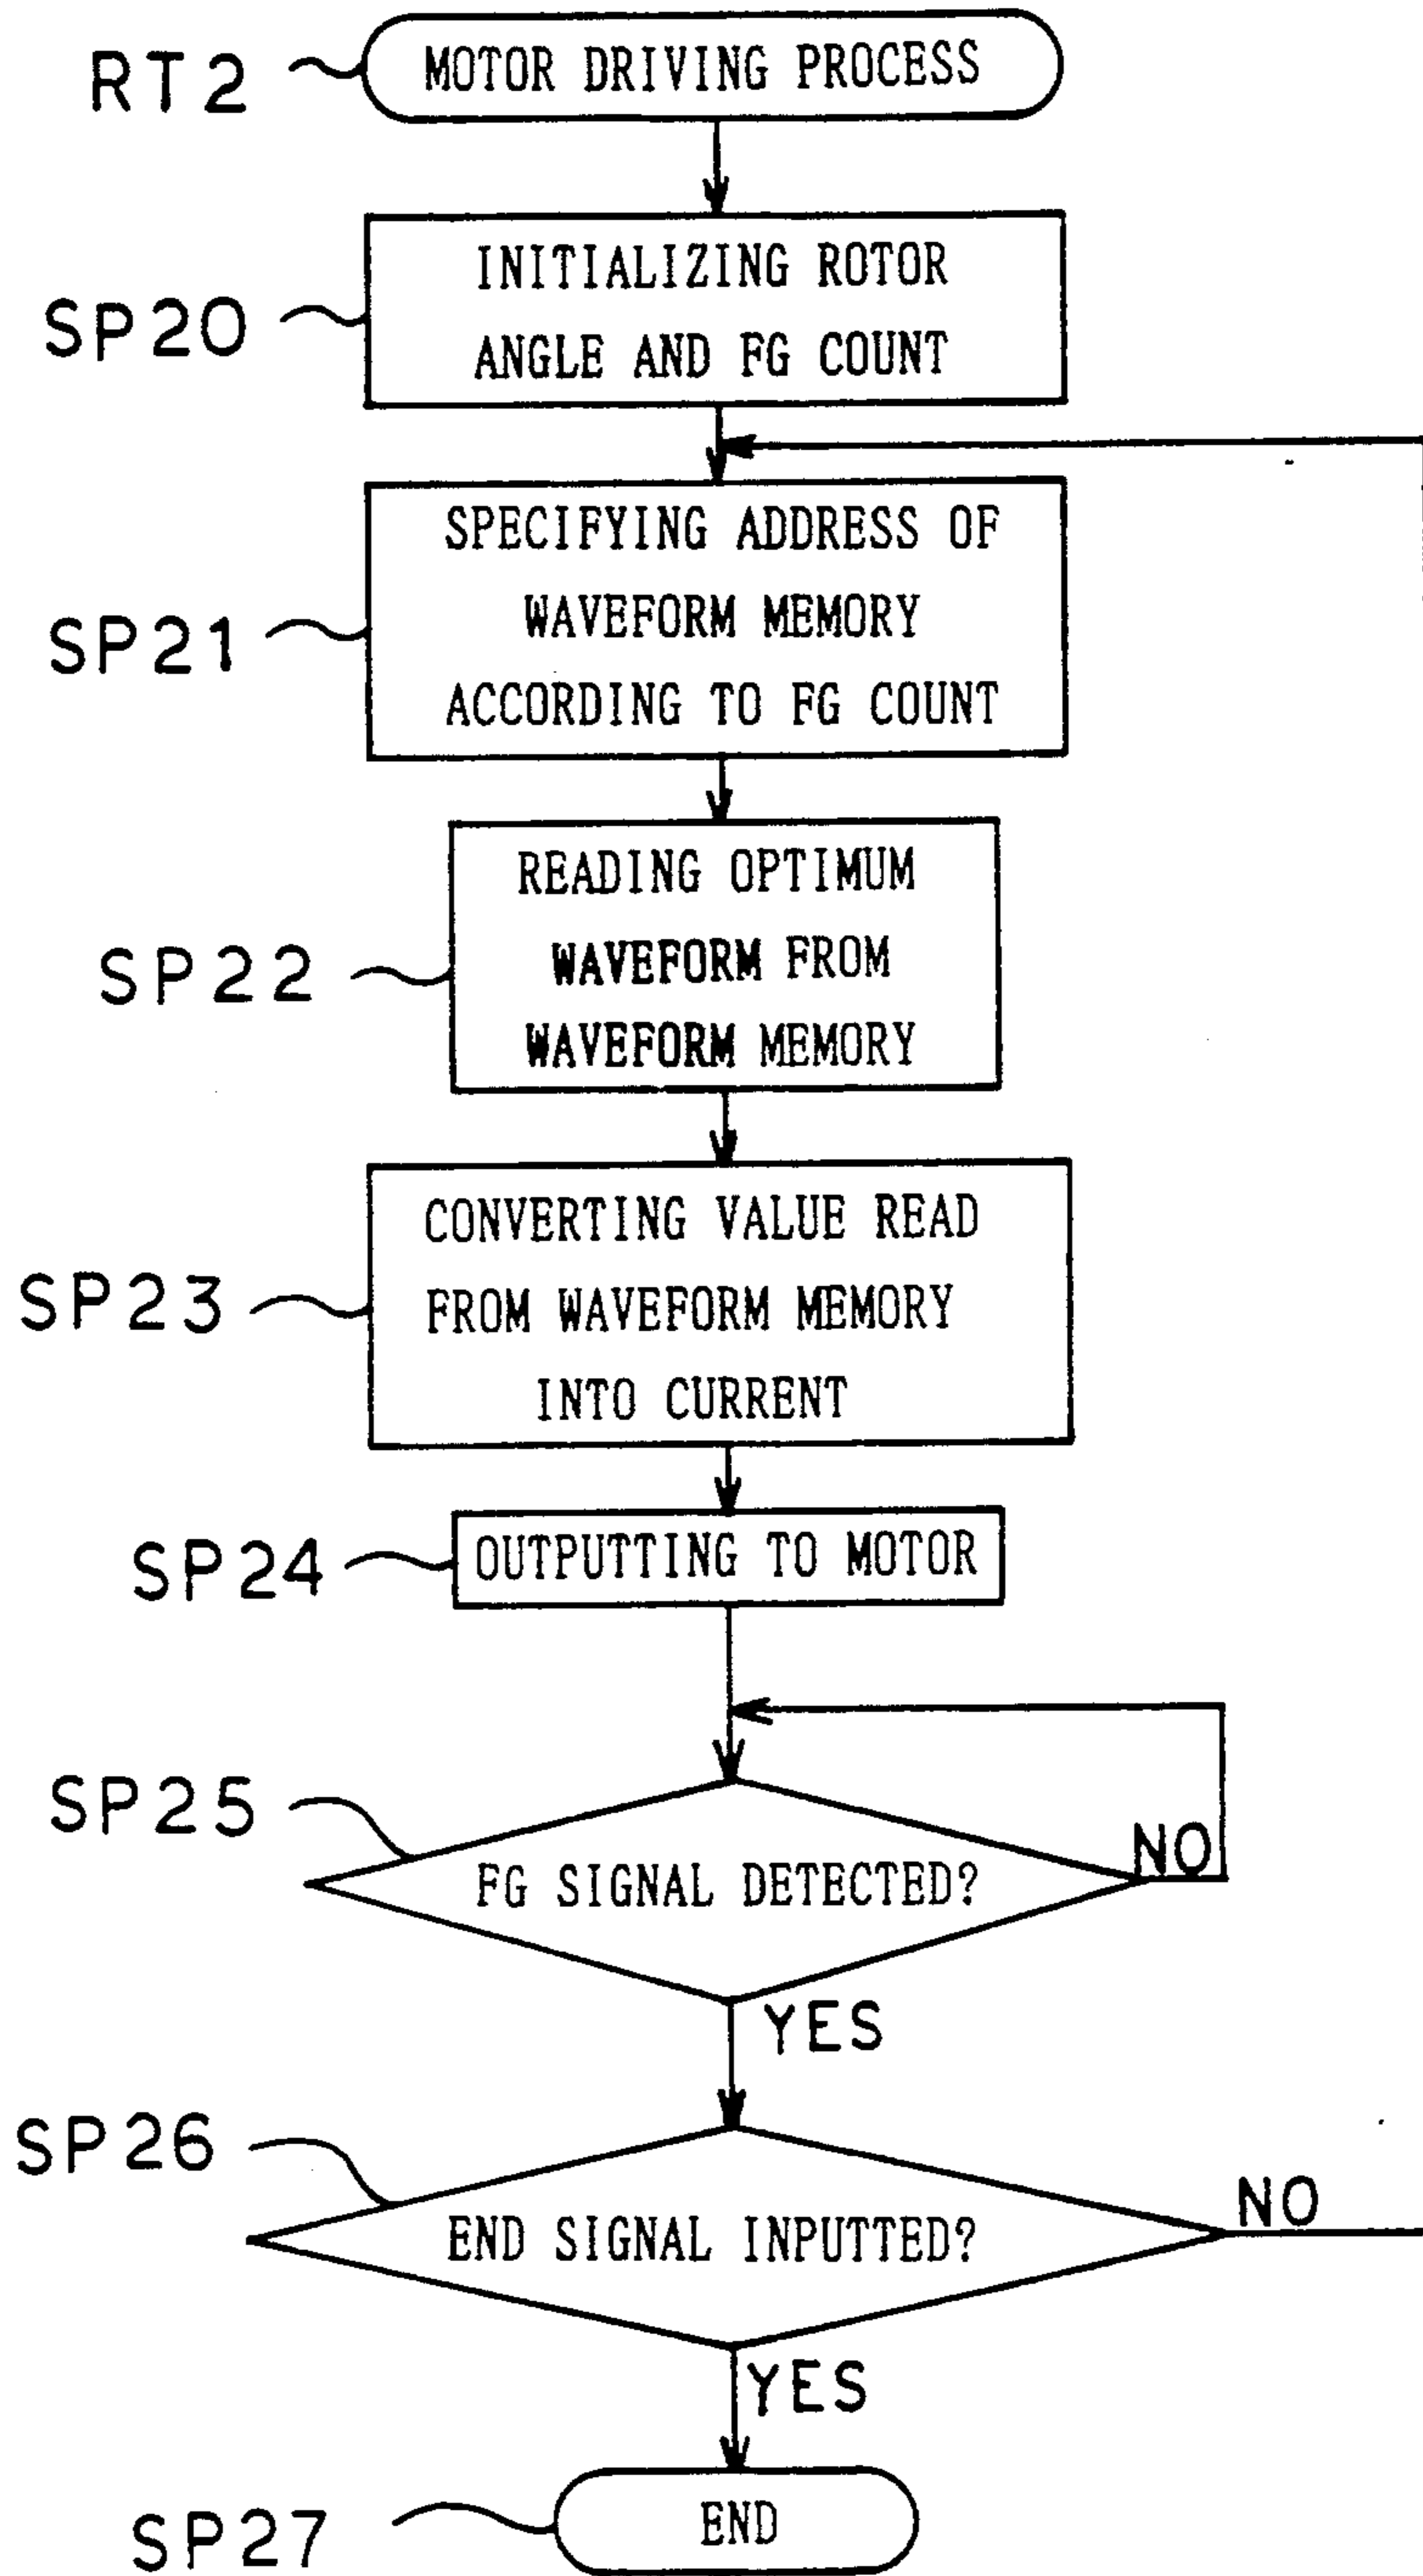 RT2
MOTOR DRIVING PROCESS
SP20
INITIALIZING ROTOR
ANGLE AND FG COUNT
SP21
SPECIFYING ADDRESS OF
WAVEFORM MEMORY
ACCORDING TO FG COUNT
SP22
READING OPTIMUM
WAVEFORM FROM
WAVEFORM MEMORY
SP23
CONVERTING VALUE READ
FROM WAVEFORM MEMORY
INTO CURRENT
SP24
OUTPUTTING TO MOTOR
SP25
FG SIGNAL DETECTED?
NO
YES
SP26
END SIGNAL INPUTTED?
NO
YES
SP27
END